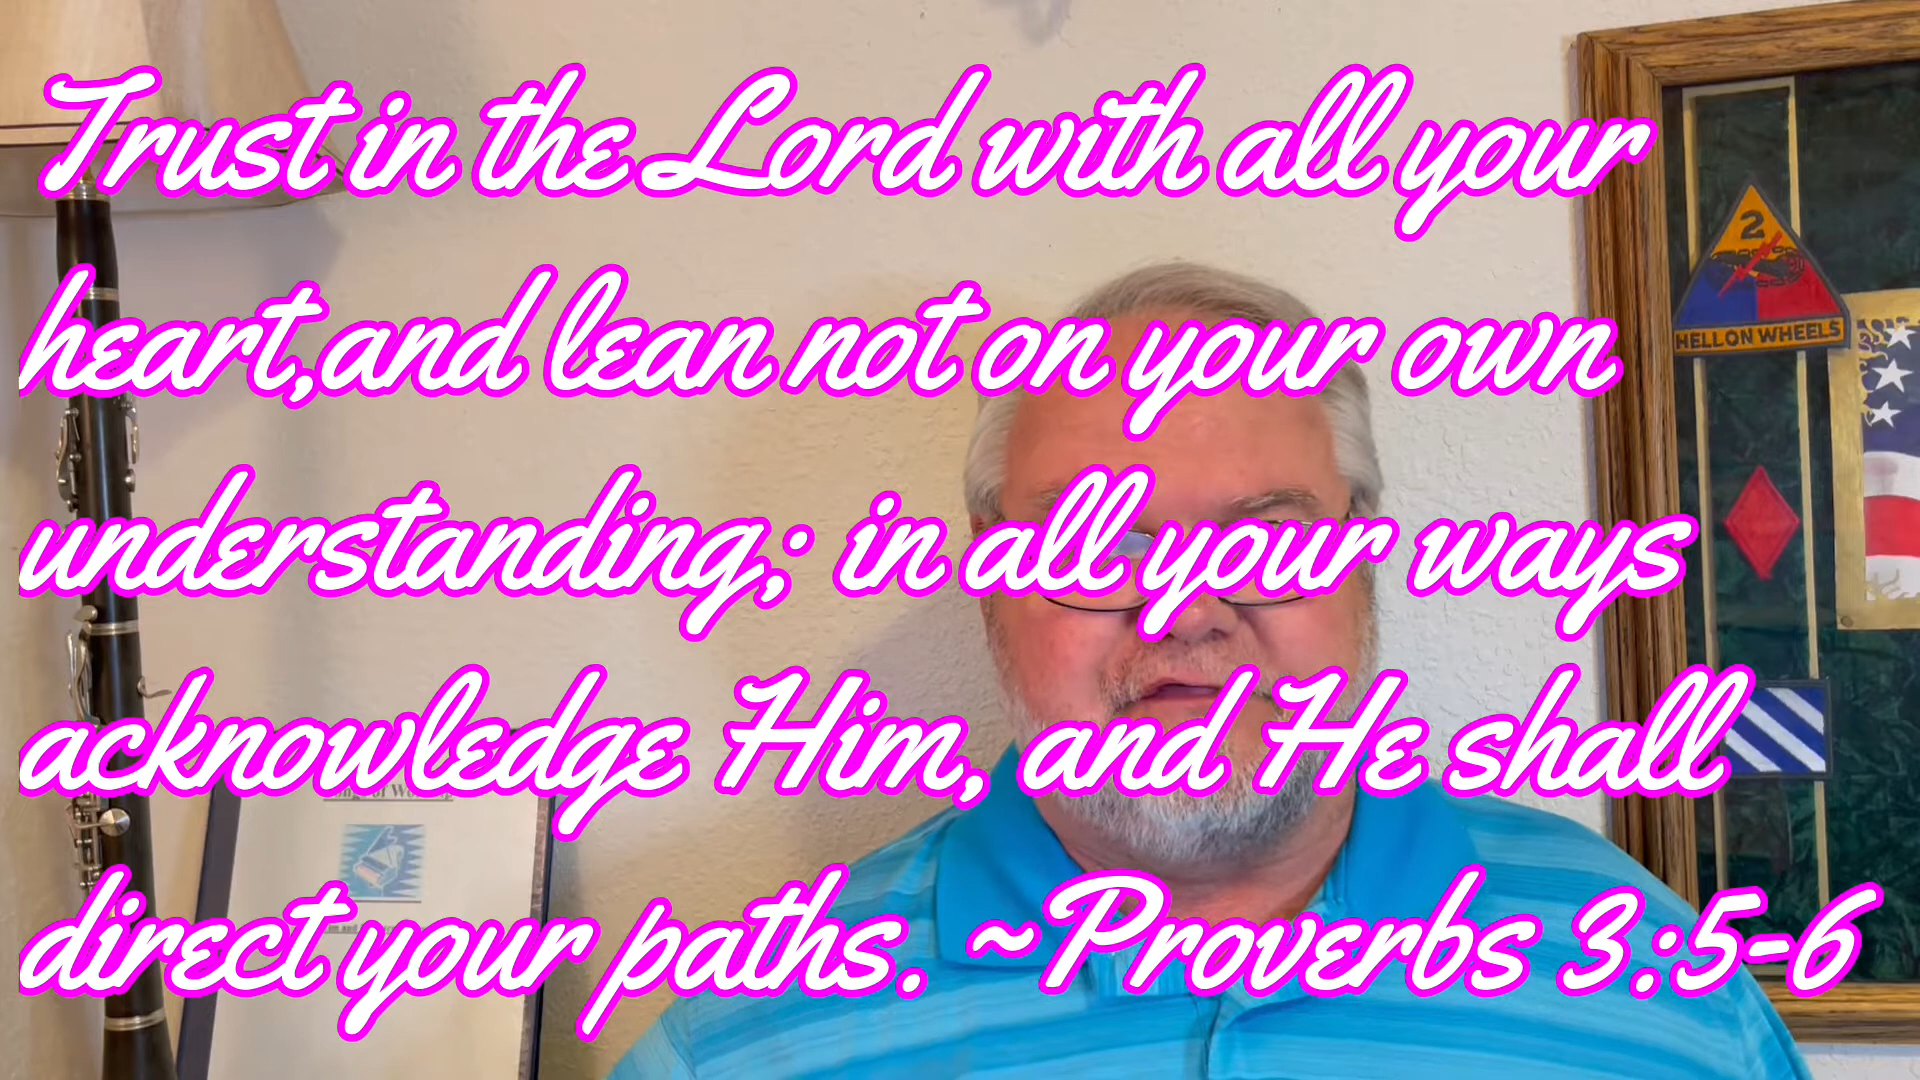 Trust in the Lord with all your
heart,and lean not on your own
understanding; in all your ways
acknowledge Him, and He shall
direct your paths. ~Proverbs 3:5-6
2
HELL ON WHEELS